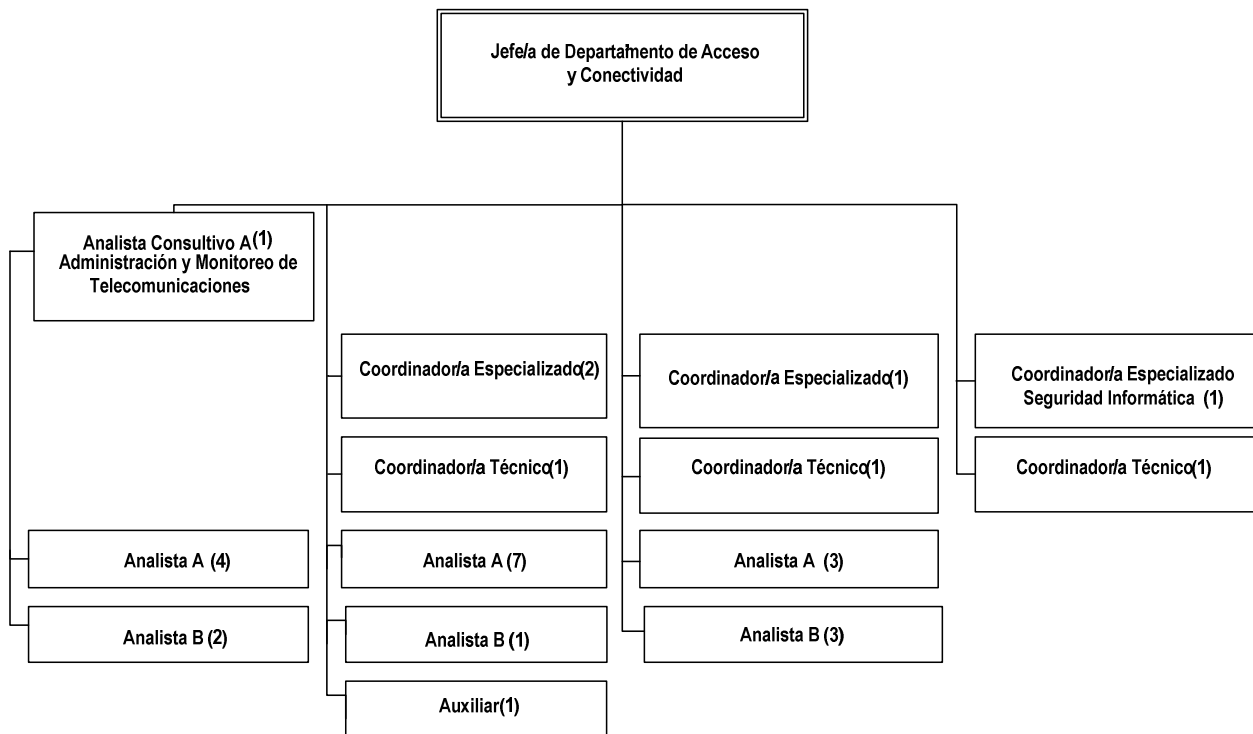 Jefe/a de Departamento de Acceso
y Conectividad
Analista Consultivo A (1)
Administración y Monitoreo de
Telecomunicaciones
Coordinador/a Especializado (2)
Coordinador/a Especializado (1)
Coordinador/a Especializado
Seguridad Informática (1)
Coordinador/a Técnico (1)
Coordinador/a Técnico (1)
Coordinador/a Técnico (1)
Analista A (4)
Analista A (7)
Analista A (3)
Analista B (2)
Analista B (1)
Analista B (3)
Auxiliar (1)